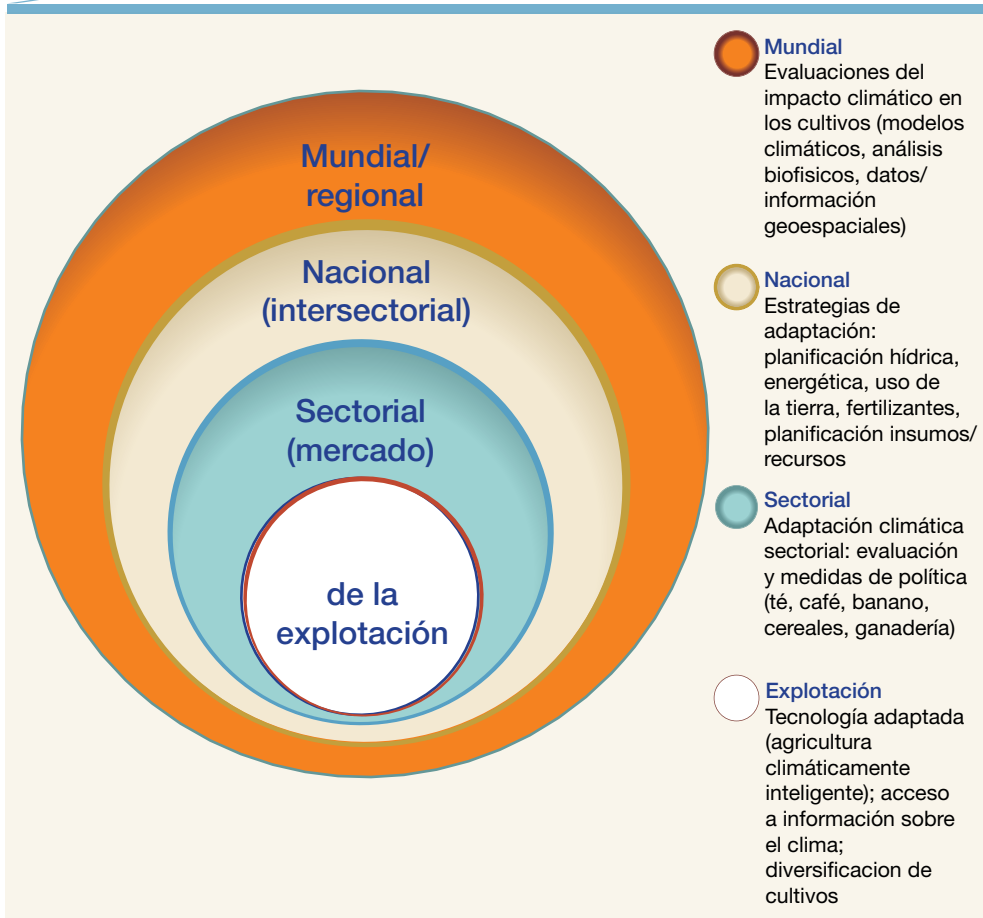 Mundial/
regional
Nacional
(intersectorial)
Sectorial
(mercado)
de la
explotación
Mundial
Evaluaciones del
impacto climático en
los cultivos (modelos
climáticos, análisis
biofisicos, datos/
información
geoespaciales)
Nacional
Estrategias de
adaptación:
planificación hídrica,
energética, uso de
la tierra, fertilizantes,
planificación insumos/
recursos
Sectorial
Adaptación climática
sectorial: evaluación
y medidas de política
(té, café, banano,
cereales, ganadería)
Explotación
Tecnología adaptada
(agricultura
climáticamente
inteligente); acceso
a información sobre
el clima;
diversificacion de
cultivos